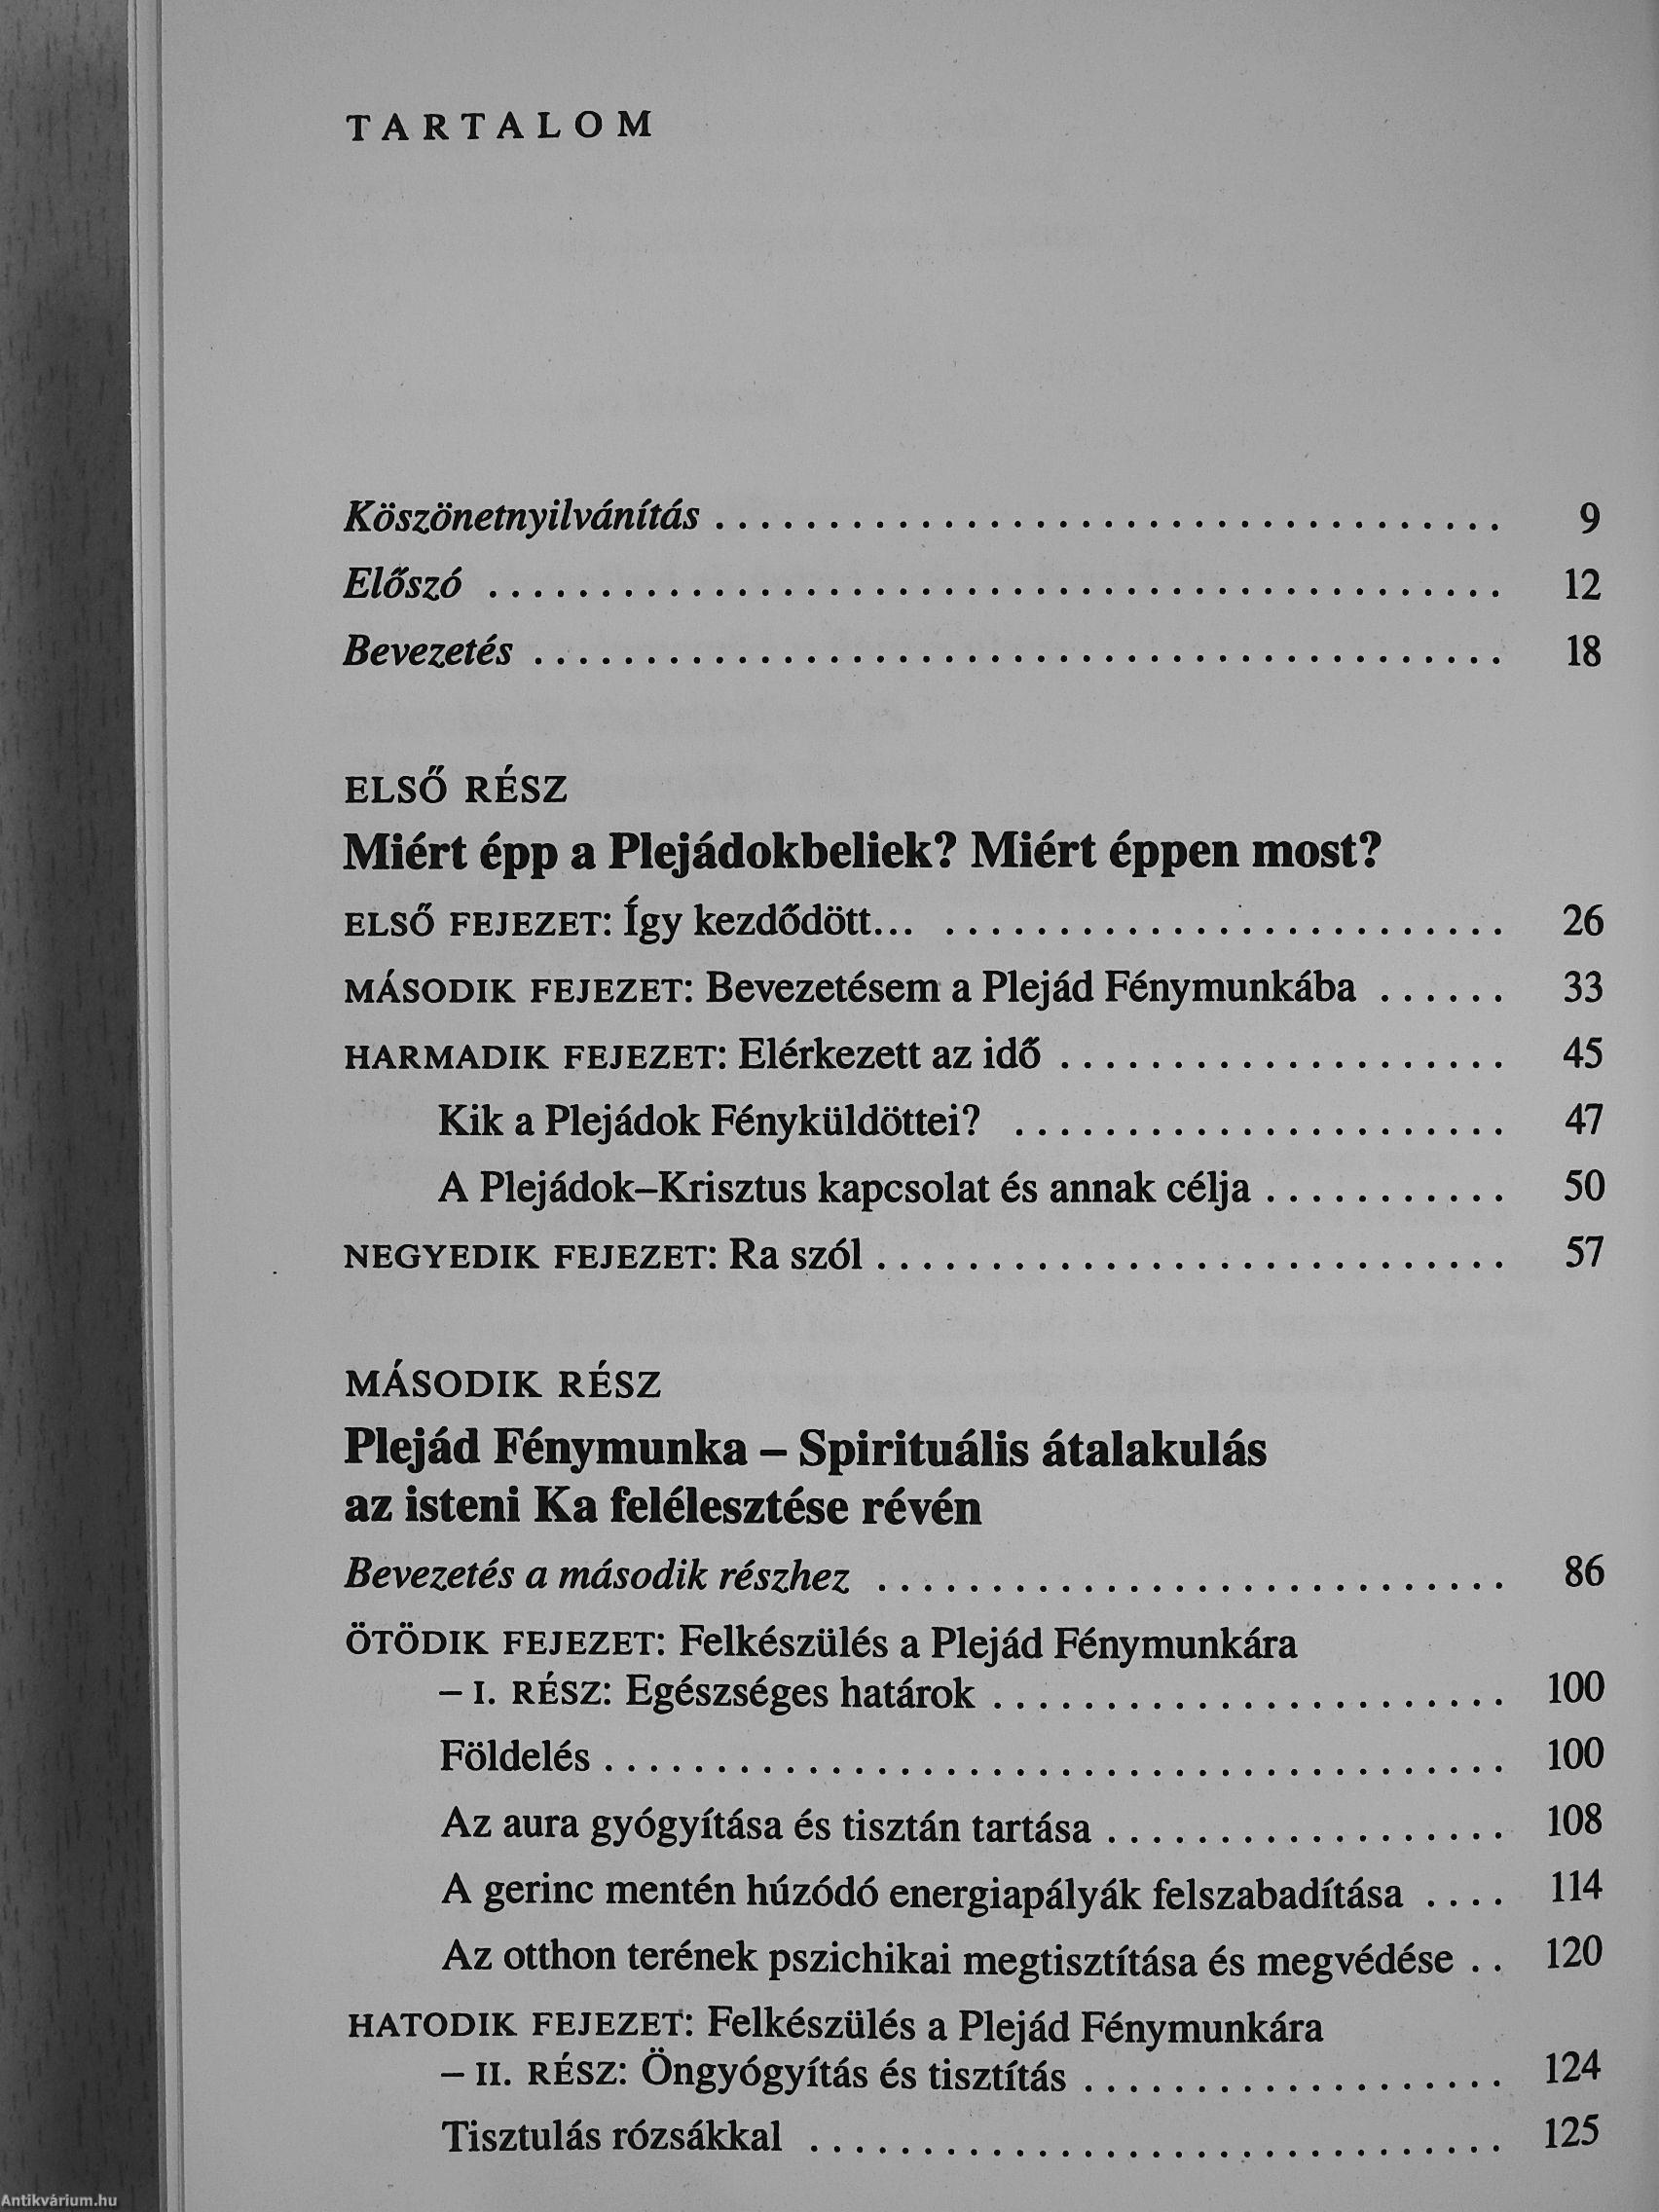 TARTALOM
Köszönetnyilvánítás . . . . . . . . . . . . . . . . . . . . . . . . . . . . . . . . . . . 9
Előszó . . . . . . . . . . . . . . . . . . . . . . . . . . . . . . . . . . . . . . . . . . . . . 12
Bevezetés . . . . . . . . . . . . . . . . . . . . . . . . . . . . . . . . . . . . . . . . . . . 18
ELSŐ RÉSZ
Miért épp a Plejádokbeliek? Miért éppen most?
ELSŐ FEJEZET: Így kezdődött... . . . . . . . . . . . . . . . . . . . . . . . . . 26
MÁSODIK FEJEZET: Bevezetésem a Plejád Fénymunkába . . . . . . 33
HARMADIK FEJEZET: Elérkezett az idő . . . . . . . . . . . . . . . . . . . . 45
Kik a Plejádok Fényküldöttei? . . . . . . . . . . . . . . . . . . . . . . 47
A Plejádok–Krisztus kapcsolat és annak célja . . . . . . . . . . . 50
NEGYEDIK FEJEZET: Ra szól . . . . . . . . . . . . . . . . . . . . . . . . . . . . 57
MÁSODIK RÉSZ
Plejád Fénymunka – Spirituális átalakulás
az isteni Ka felélesztése révén
Bevezetés a második részhez . . . . . . . . . . . . . . . . . . . . . . . . . . . . 86
ÖTÖDIK FEJEZET: Felkészülés a Plejád Fénymunkára
– I. RÉSZ: Egészséges határok . . . . . . . . . . . . . . . . . . . . . . . 100
Földelés . . . . . . . . . . . . . . . . . . . . . . . . . . . . . . . . . . . . . . . . 100
Az aura gyógyítása és tisztán tartása . . . . . . . . . . . . . . . . . . 108
A gerinc mentén húzódó energiapályák felszabadítása . . . . 114
Az otthon terének pszichikai megtisztítása és megvédése . . 120
HATODIK FEJEZET: Felkészülés a Plejád Fénymunkára
– II. RÉSZ: Öngyógyítás és tisztítás . . . . . . . . . . . . . . . . . . . 124
Tisztulás rózsákkal . . . . . . . . . . . . . . . . . . . . . . . . . . . . . . . 125
Antikvárium.hu